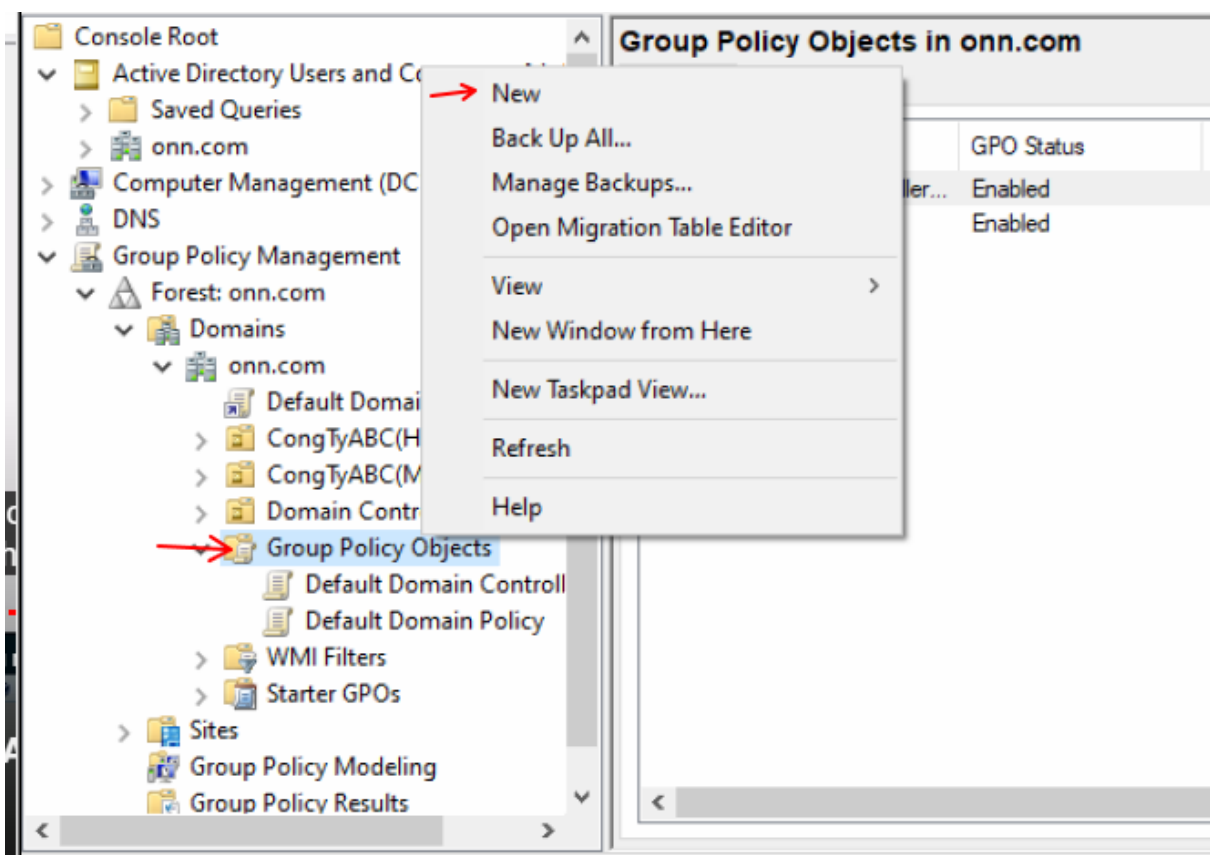 Console Root
Active Directory Users and Co
Saved Queries
onn.com
Computer Management (DC
DNS
Group Policy Management
Forest: onn.com
Domains
onn.com
Default Domai
CongTyABC(H
CongTyABC(M
Domain Contr
Group Policy Objects
Default Domain Controll
Default Domain Policy
WMI Filters
Starter GPOs
Sites
Group Policy Modeling
Group Policy Results
New
Back Up All...
Manage Backups...
Open Migration Table Editor
View
New Window from Here
New Taskpad View...
Refresh
Help
Group Policy Objects in onn.com
GPO Status
ller... Enabled
Enabled